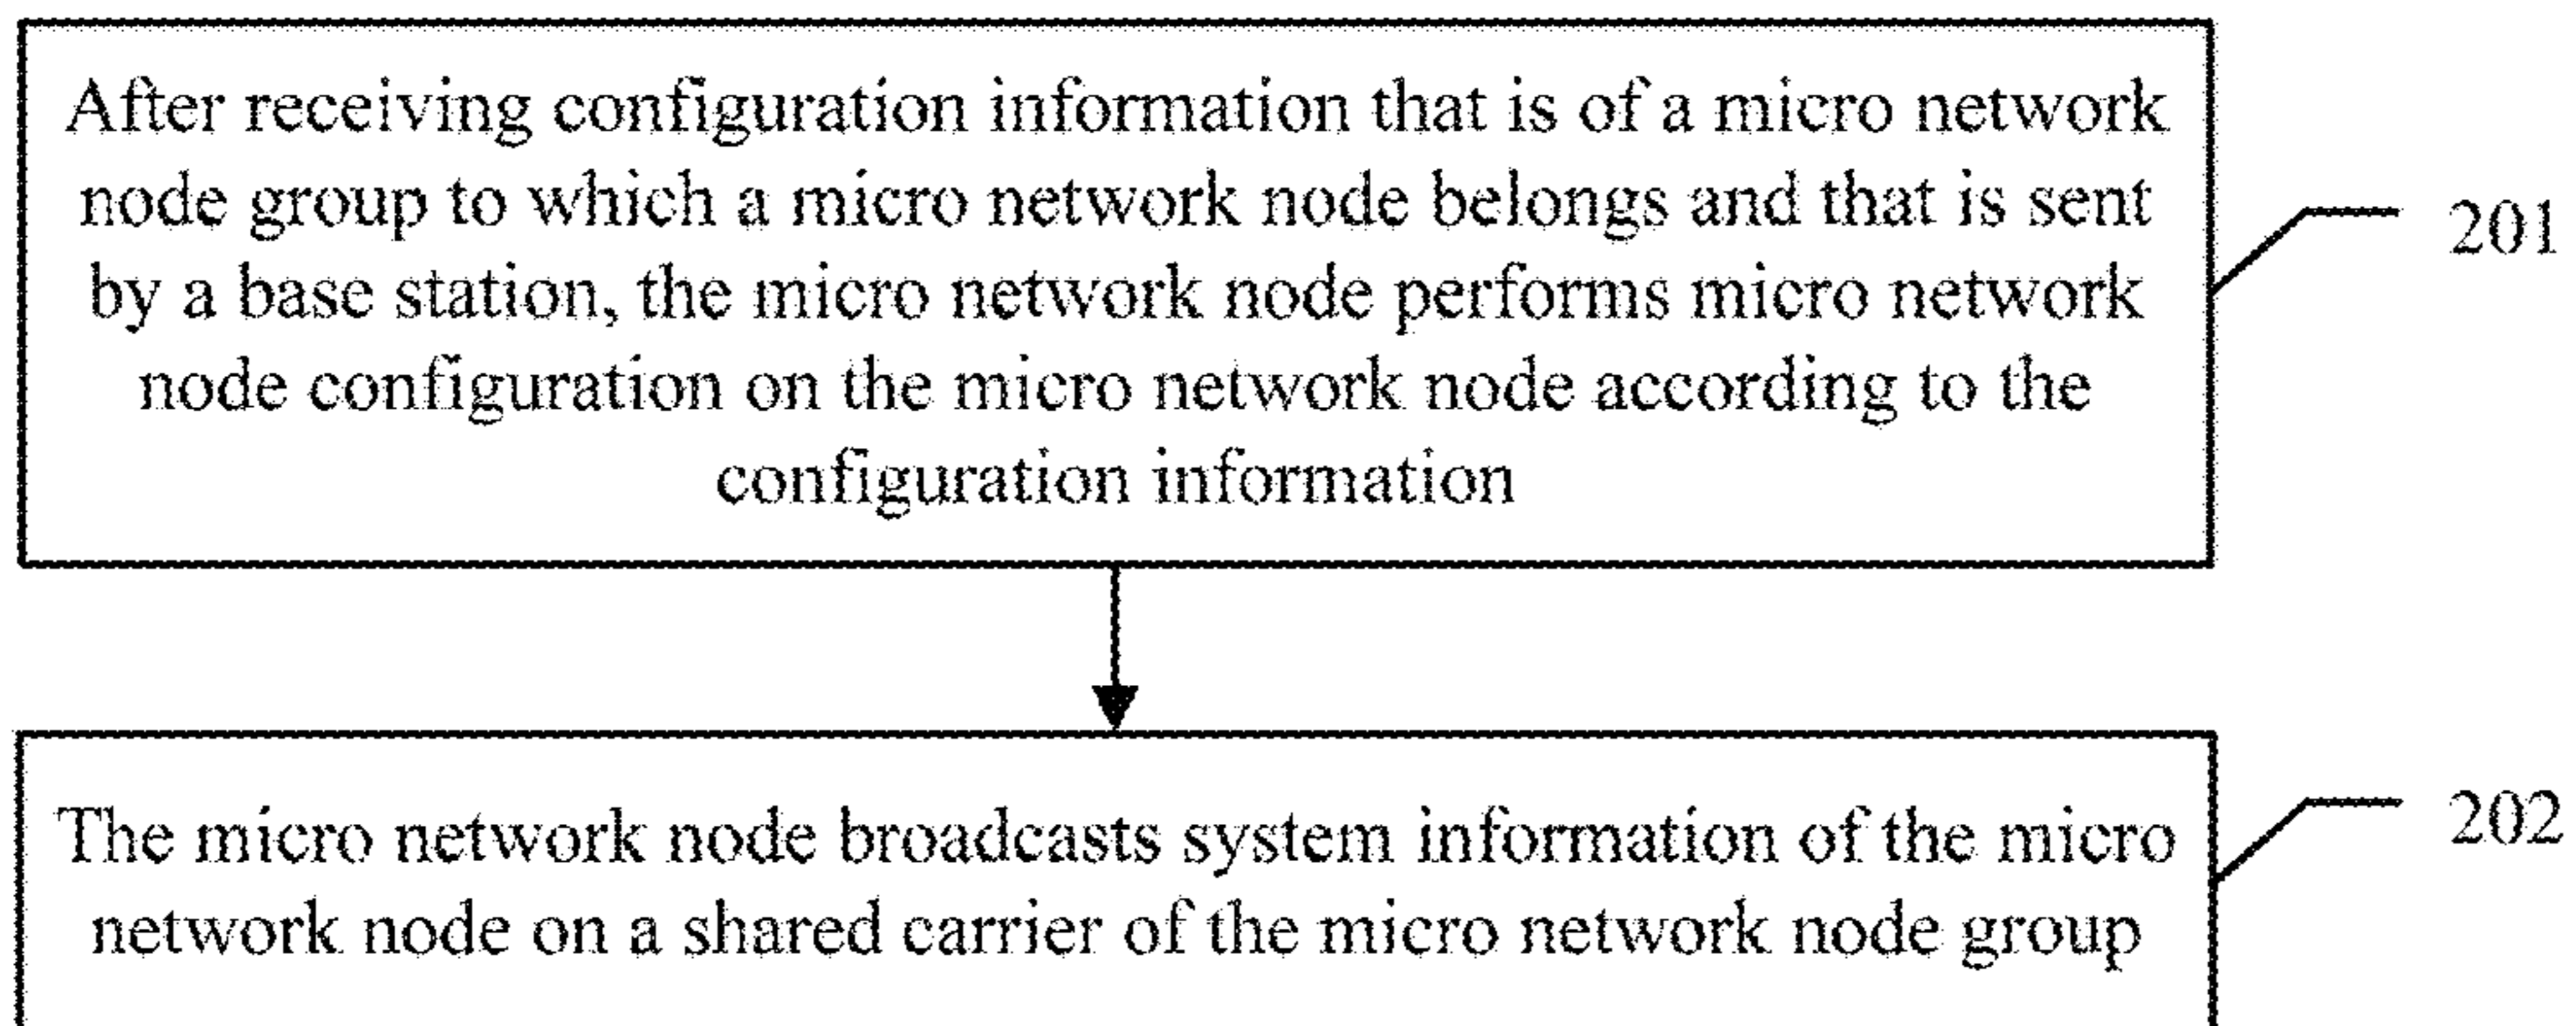 After receiving configuration information that is of a micro network
node group to which a micro network node belongs and that is sent
by a base station, the micro network node performs micro network
node configuration on the micro network node according to the
configuration information
201
The micro network node broadcasts system information of the micro
network node on a shared carrier of the micro network node group
202